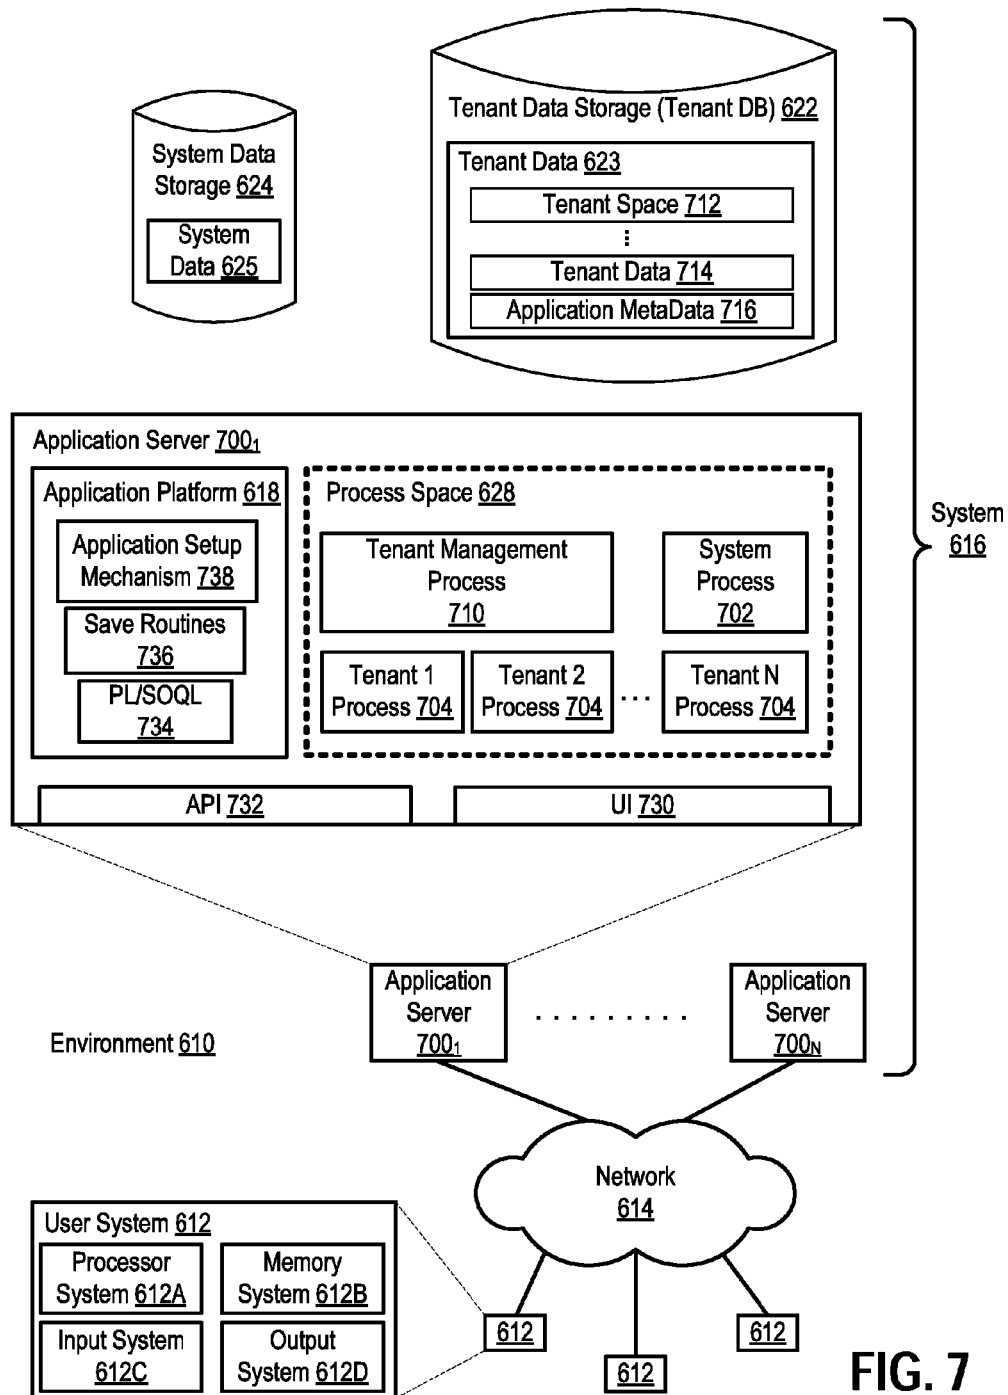 Tenant Data Storage (Tenant DB) 622
System Data
Storage 624
System
Data 625
Tenant Data 623
Tenant Space 712
Tenant Data 714
Application MetaData 716
System
616
Application Server 700₁
Application Platform 618
Application Setup
Mechanism 738
Save Routines
736
PL/SOQL
734
Process Space 628
Tenant Management
Process
710
System
Process
702
Tenant 1
Process 704
Tenant 2
Process 704
. . .
Tenant N
Process 704
API 732
UI 730
Application
Server
700₁
. . . . . . . . . .
Application
Server
700N
Environment 610
Network
614
User System 612
Processor
System 612A
Memory
System 612B
Input System
612C
Output
System 612D
612
612
612
FIG. 7